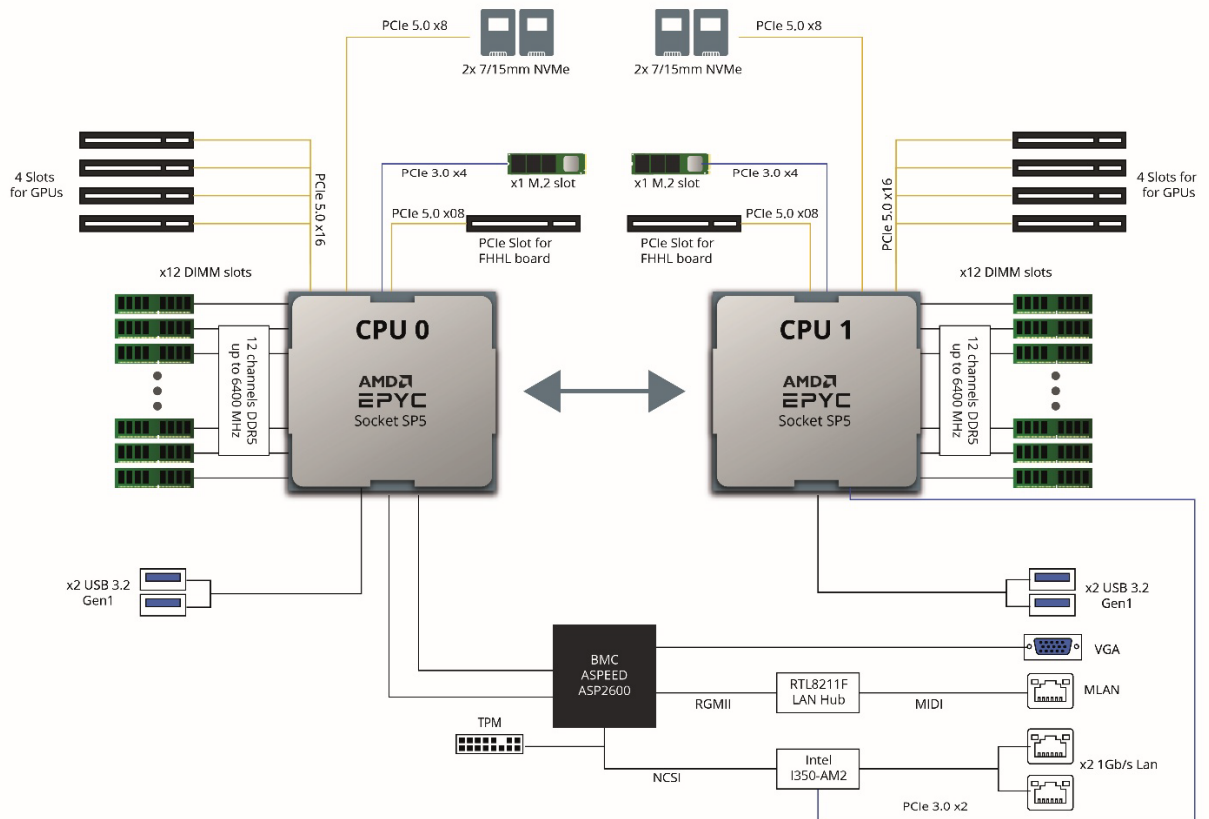 PCIe 5.0 x8
2x 7/15mm NVMe
PCIe 5.0 x8
2x 7/15mm NVMe
4 Slots
for GPUs
PCIe 5.0 x16
PCIe 3.0 x4
x1 M.2 slot
PCIe 5.0 x08
PCIe Slot for
FHHL board
x1 M.2 slot
PCIe 3.0 x4
PCIe 5.0 x08
PCIe Slot for
FHHL board
PCIe 5.0 x16
4 Slots for
for GPUs
x12 DIMM slots
12 channels DDR5
up to 6400 MHz
CPU 0
AMD
EPYC
Socket SP5
CPU 1
AMD
EPYC
Socket SP5
x12 DIMM slots
12 channels DDR5
up to 6400 MHz
x2 USB 3.2
Gen1
x2 USB 3.2
Gen1
BMC
ASPEED
ASP2600
VGA
RGMII
RTL8211F
LAN Hub
MIDI
MLAN
TPM
NCSI
Intel
I350-AM2
x2 1Gb/s Lan
PCIe 3.0 x2